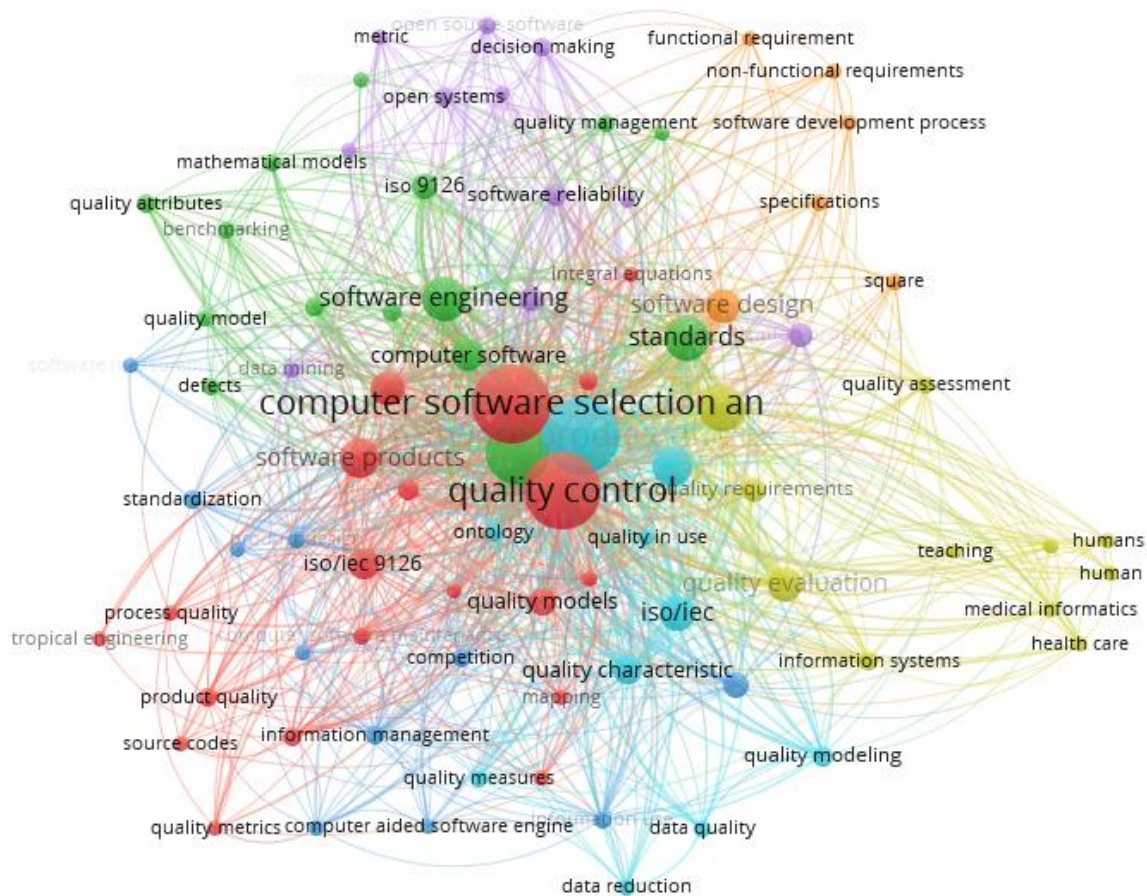 open source software
metric
decision making
functional requirement
non-functional requirements
open systems
quality management
software development process
mathematical models
iso 9126
software reliability
quality attributes
specifications
benchmarking
integral equations
square
software engineering
software design
quality model
standards
computer software
data mining
defects
quality assessment
computer software selection an
software products
quality control
quality requirements
standardization
ontology
quality in use
humans
teaching
iso/iec 9126
human
quality evaluation
quality models
process quality
iso/iec
medical informatics
tropical engineering
computer software maintenance
health care
competition
information systems
quality characteristic
product quality
mapping
information management
source codes
quality modeling
quality measures
information use
quality metrics
computer aided software engine
data quality
data reduction